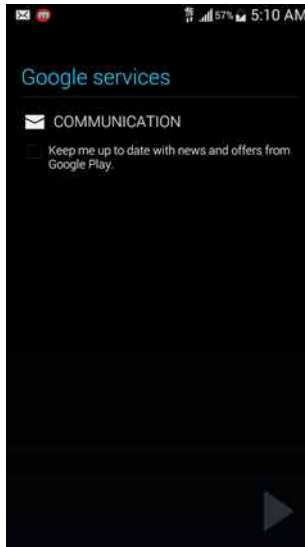 57% 5:10 AM
Google services
COMMUNICATION
Keep me up to date with news and offers from
Google Play.